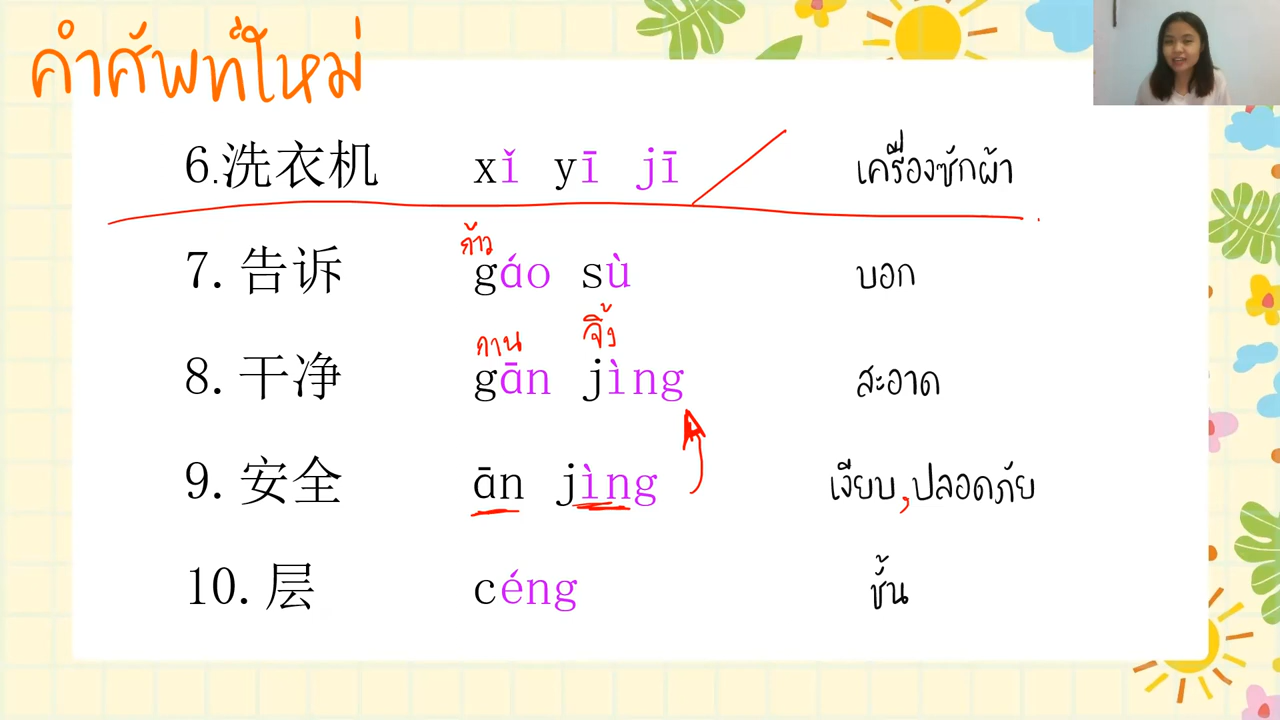 คำศัพท์ใหม่
6.洗衣机 xǐ yī jī เครื่องซักผ้า
ก้าว
7. 告诉 gáo sù บอก
กาน จิ้ง
8. 干净 gān jìng สะอาด
9. 安全 ān jìng เงียบ,ปลอดภัย
10. 层 céng ชั้น